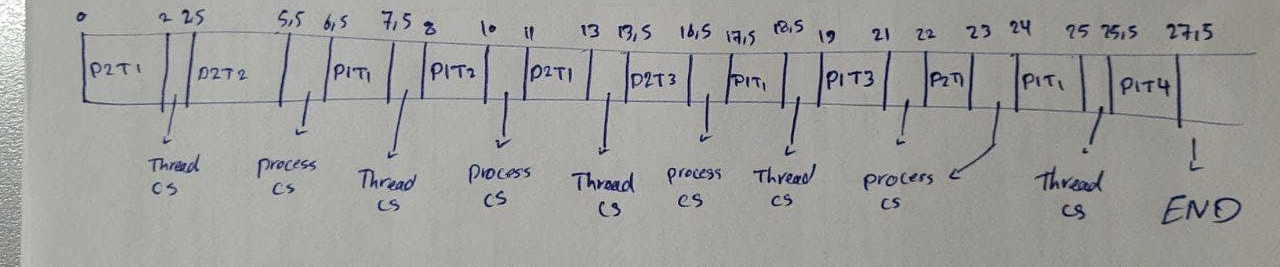 0 2 25 5,5 6,5 7,5 8 10 11 13 13,5 16,5 17,5 18,5 19 21 22 23 24 25 25,5 27,5
P2T1 P2T2 P1T1 P1T2 P2T1 P2T3 P1T1 P1T3 P2T1 P1T1 P1T4
Thread process Thread process Thread process Thread process Thread
CS CS CS CS CS CS CS CS CS
END